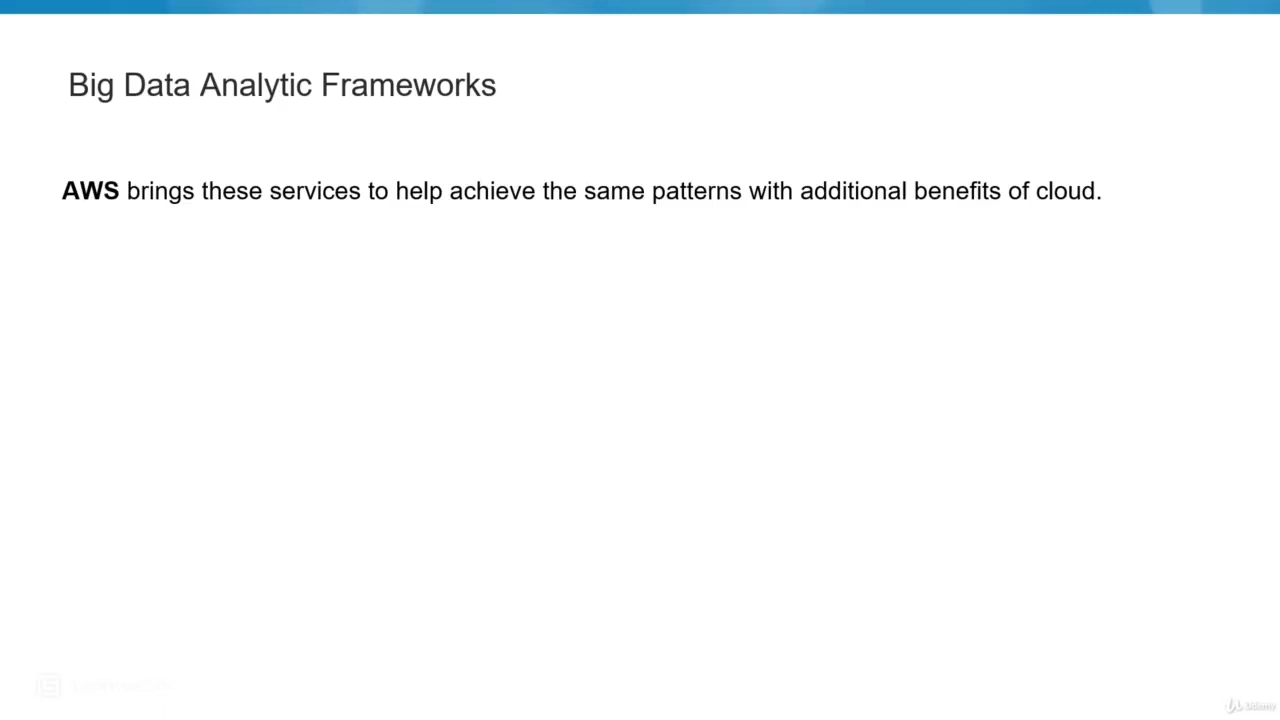 Big Data Analytic Frameworks
AWS brings these services to help achieve the same patterns with additional benefits of cloud.
Udemy